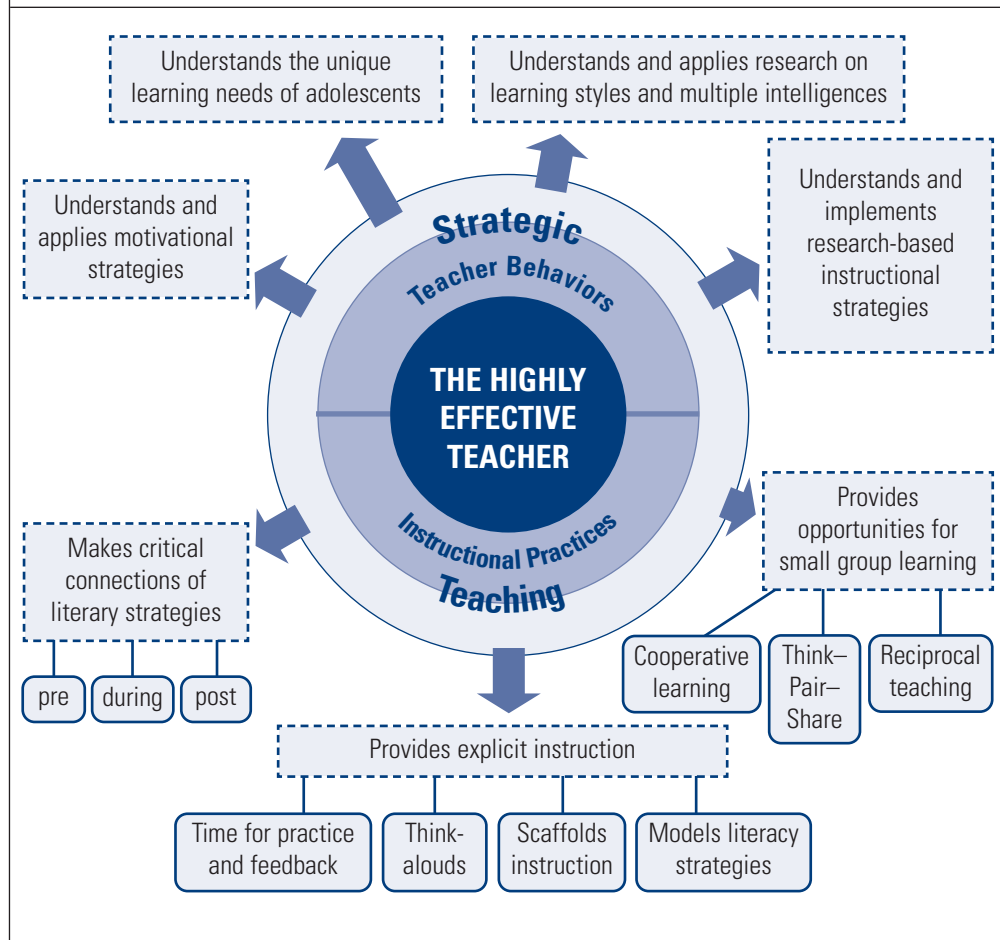 Understands the unique
learning needs of adolescents
Understands and applies research on
learning styles and multiple intelligences
Understands and
applies motivational
strategies
Understands and
implements
research-based
instructional
strategies
Strategic
Teacher Behaviors
THE HIGHLY
EFFECTIVE
TEACHER
Instructional Practices
Teaching
Makes critical
connections of
literary strategies
pre
during
post
Provides
opportunities for
small group learning
Cooperative
learning
Think–
Pair–
Share
Reciprocal
teaching
Provides explicit instruction
Time for practice
and feedback
Think-
alouds
Scaffolds
instruction
Models literacy
strategies